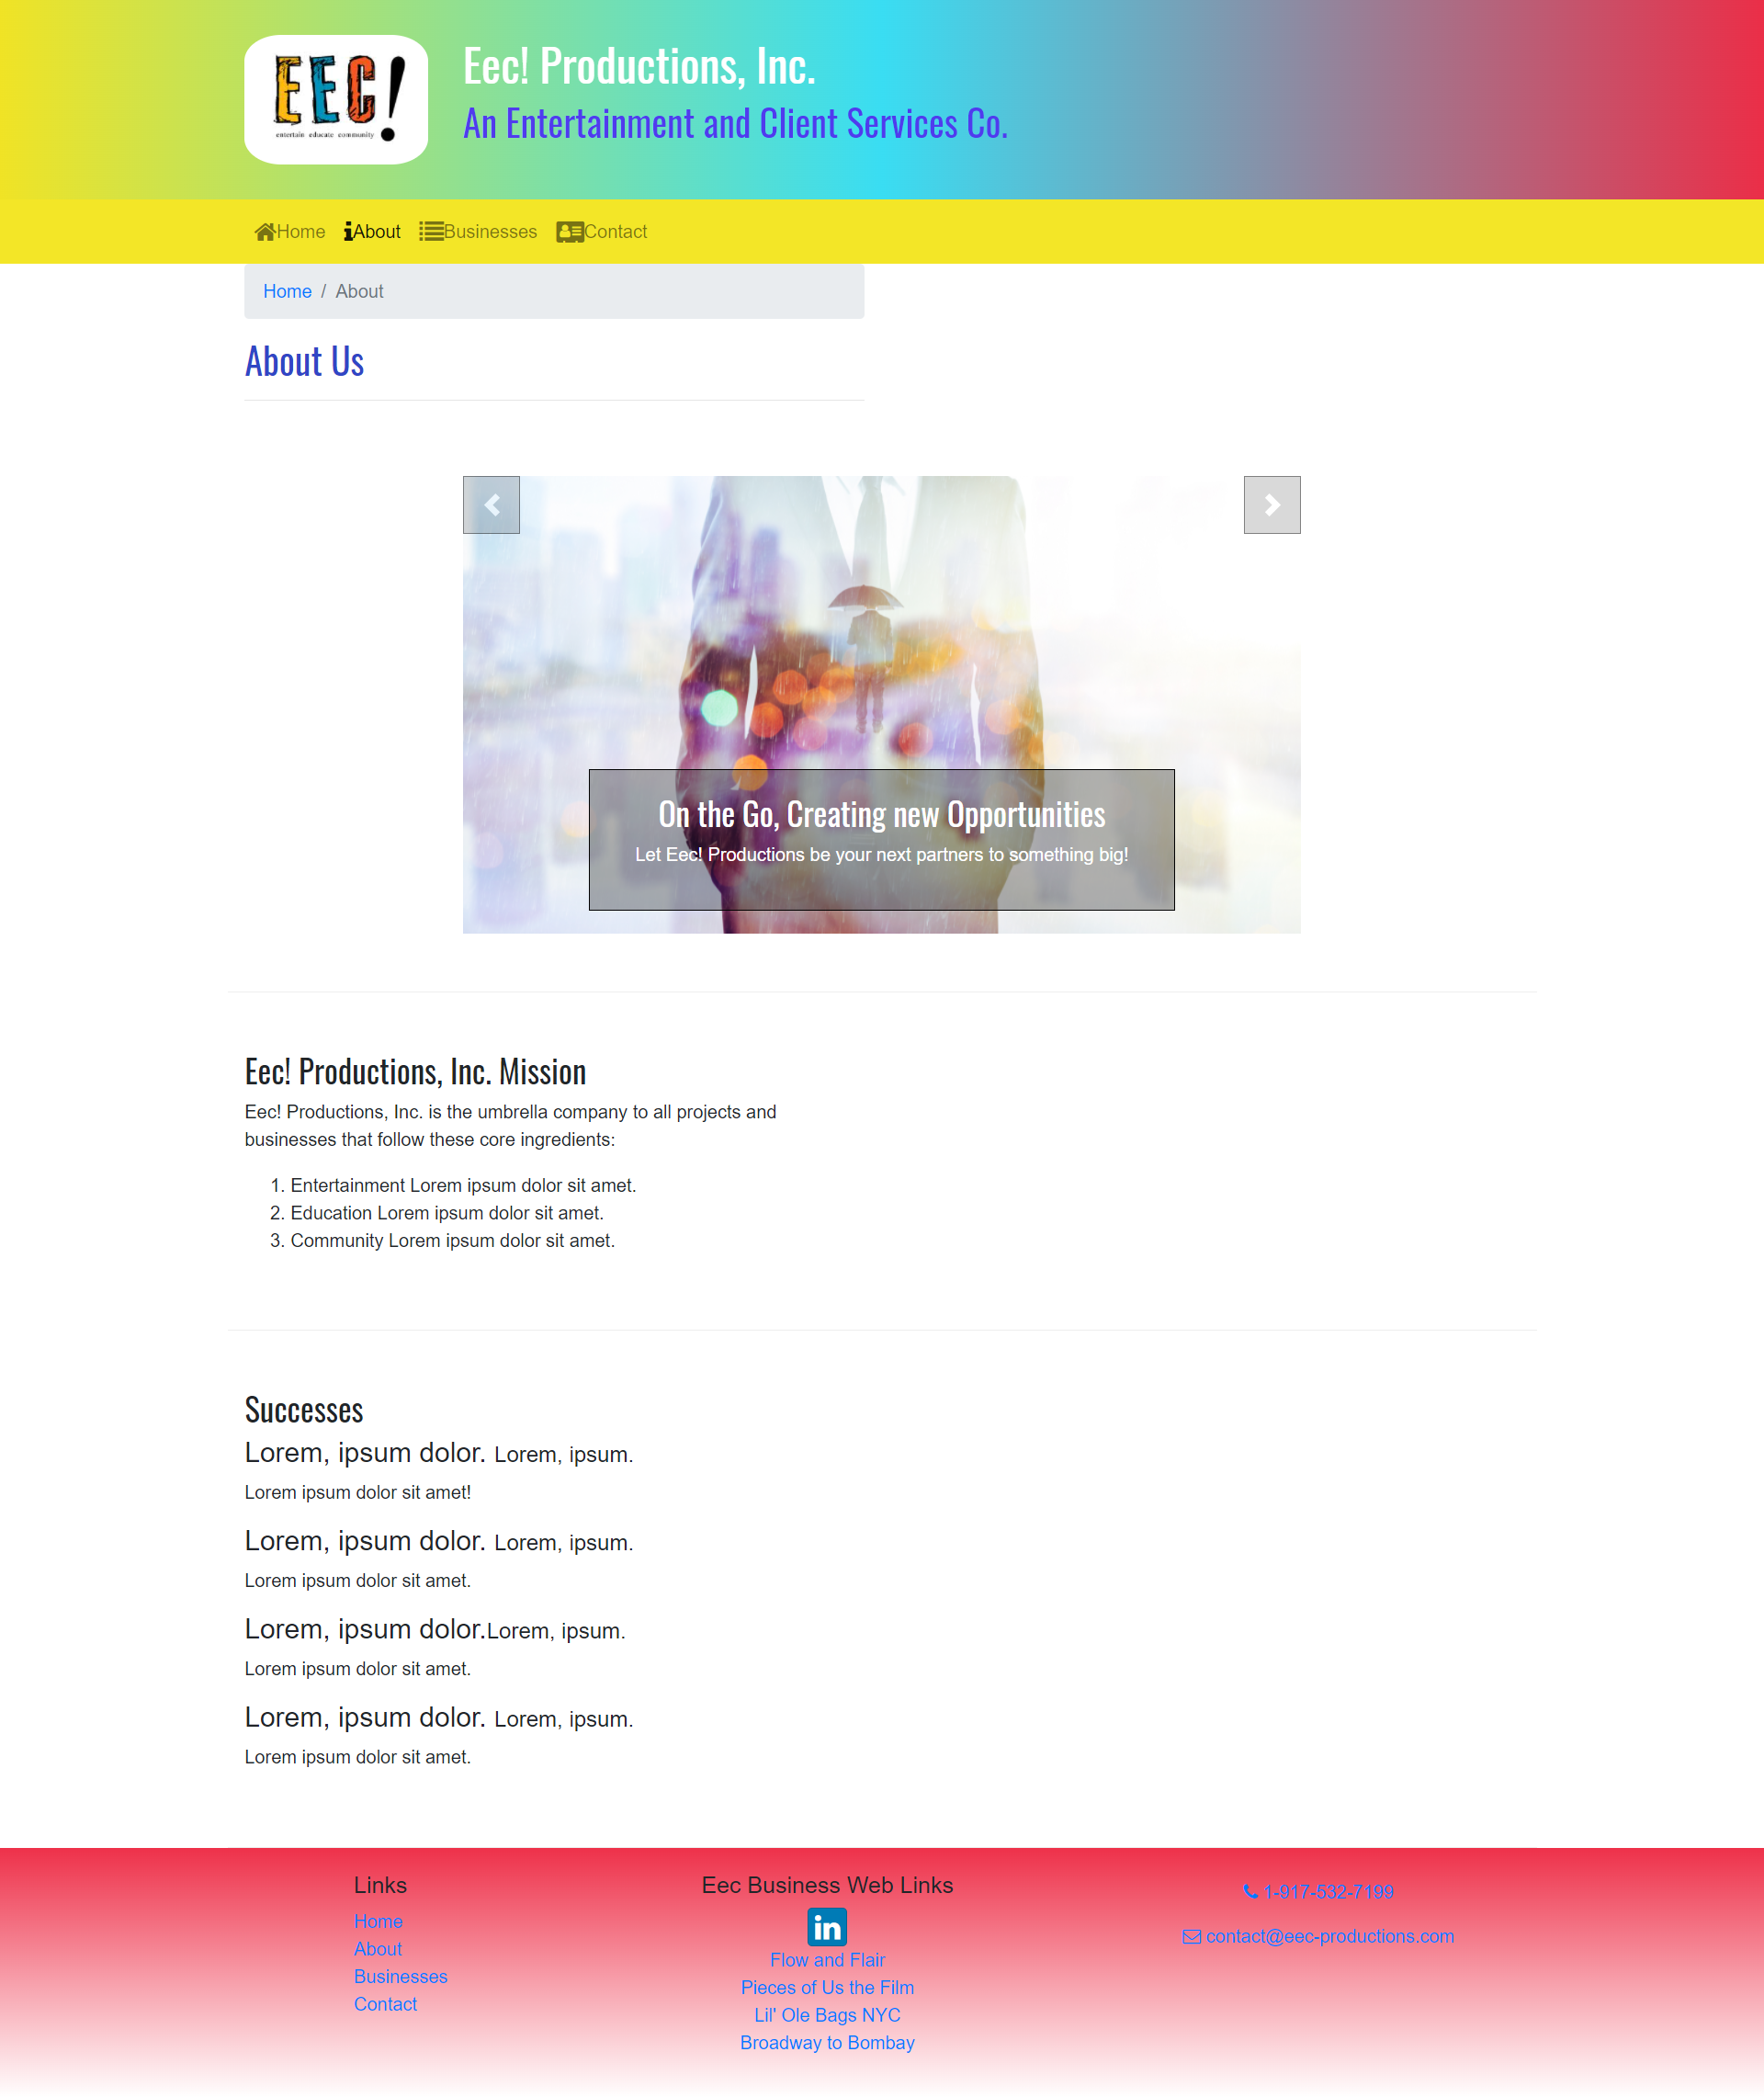 EEC!
entertain educate community
Eec! Productions, Inc.
An Entertainment and Client Services Co.
Home About Businesses Contact
Home / About
About Us
On the Go, Creating new Opportunities
Let Eec! Productions be your next partners to something big!
Eec! Productions, Inc. Mission
Eec! Productions, Inc. is the umbrella company to all projects and
businesses that follow these core ingredients:
1. Entertainment Lorem ipsum dolor sit amet.
2. Education Lorem ipsum dolor sit amet.
3. Community Lorem ipsum dolor sit amet.
Successes
Lorem, ipsum dolor. Lorem, ipsum.
Lorem ipsum dolor sit amet!
Lorem, ipsum dolor. Lorem, ipsum.
Lorem ipsum dolor sit amet.
Lorem, ipsum dolor.Lorem, ipsum.
Lorem ipsum dolor sit amet.
Lorem, ipsum dolor. Lorem, ipsum.
Lorem ipsum dolor sit amet.
Links
Home
About
Businesses
Contact
Eec Business Web Links
in
Flow and Flair
Pieces of Us the Film
Lil' Ole Bags NYC
Broadway to Bombay
1-917-532-7199
contact@eec-productions.com